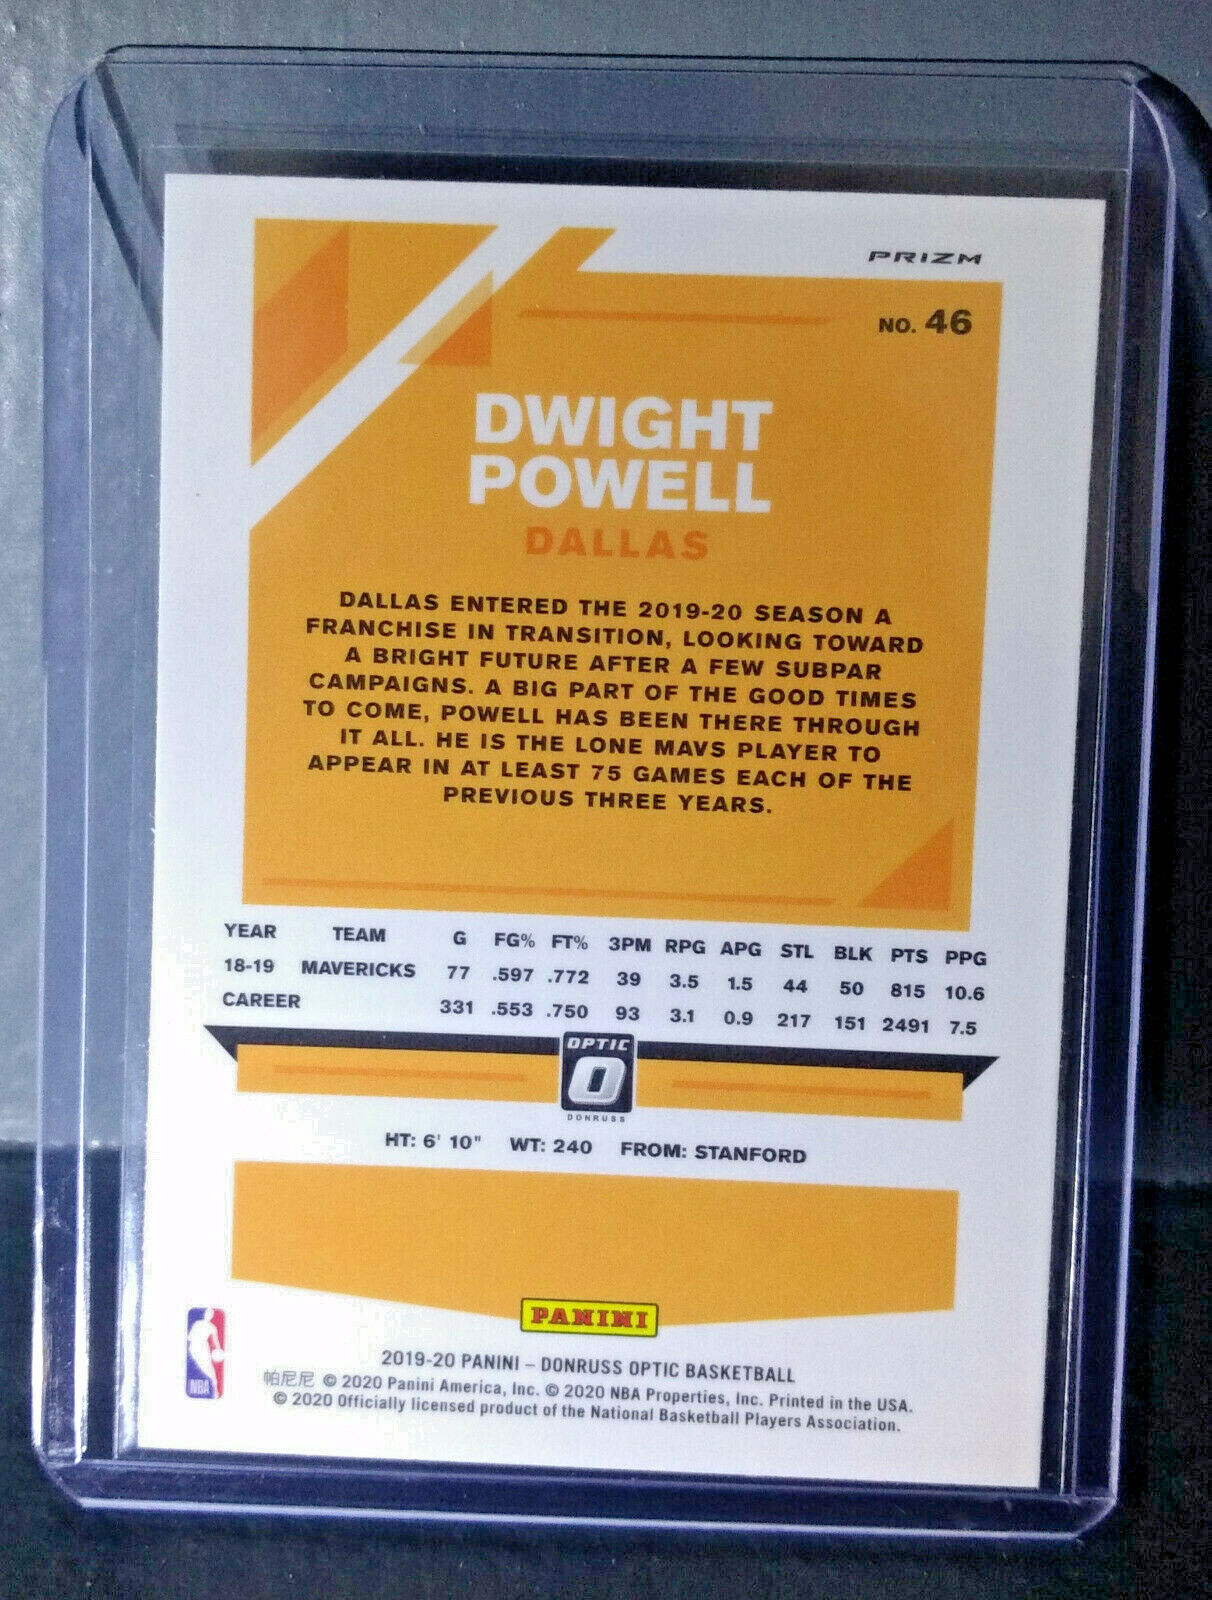 PRIZM
NO. 46
DWIGHT
POWELL
DALLAS
DALLAS ENTERED THE 2019-20 SEASON A
FRANCHISE IN TRANSITION, LOOKING TOWARD
A BRIGHT FUTURE AFTER A FEW SUBPAR
CAMPAIGNS. A BIG PART OF THE GOOD TIMES
TO COME, POWELL HAS BEEN THERE THROUGH
IT ALL. HE IS THE LONE MAVS PLAYER TO
APPEAR IN AT LEAST 75 GAMES EACH OF THE
PREVIOUS THREE YEARS.
YEAR TEAM G FG% FT% 3PM RPG APG STL BLK PTS PPG
18-19 MAVERICKS 77 .597 .772 39 3.5 1.5 44 50 815 10.6
CAREER 331 .553 .750 93 3.1 0.9 217 151 2491 7.5
OPTIC
O
DONRUSS
HT: 6' 10" WT: 240 FROM: STANFORD
PANINI
NBA
2019-20 PANINI – DONRUSS OPTIC BASKETBALL
帕尼尼 © 2020 Panini America, Inc. © 2020 NBA Properties, Inc. Printed in the USA.
© 2020 Officially licensed product of the National Basketball Players Association.